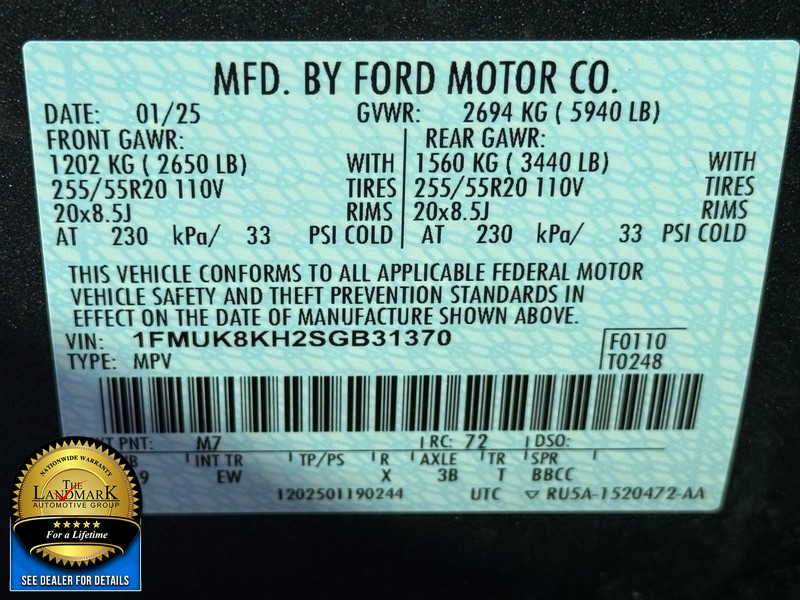 MFD. BY FORD MOTOR CO.
DATE: 01/25 GVWR: 2694 KG ( 5940 LB)
FRONT GAWR: REAR GAWR:
1202 KG ( 2650 LB) WITH 1560 KG ( 3440 LB) WITH
255/55R20 110V TIRES 255/55R20 110V TIRES
20x8.5J RIMS 20x8.5J RIMS
AT 230 kPa/ 33 PSI COLD AT 230 kPa/ 33 PSI COLD
THIS VEHICLE CONFORMS TO ALL APPLICABLE FEDERAL MOTOR
VEHICLE SAFETY AND THEFT PREVENTION STANDARDS IN
EFFECT ON THE DATE OF MANUFACTURE SHOWN ABOVE.
VIN: 1FMUK8KH2SGB31370 F0110
TYPE: MPV T0248
PNT: M7 RC: 72 DSO:
INT TR TP/PS R AXLE TR SPR
9 EW X 3B T BBCC
1202501190244 UTC RU5A-1520472-AA
NATIONWIDE WARRANTY
THE
LANDMARK
AUTOMOTIVE GROUP
For a Lifetime
SEE DEALER FOR DETAILS